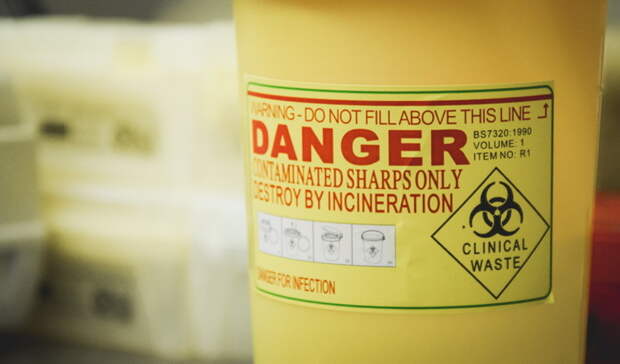 WARNING - DO NOT FILL ABOVE THIS LINE
DANGER
BS7320:1990
VOLUME: 1
ITEM NO: R1
CONTAMINATED SHARPS ONLY
DESTROY BY INCINERATION
CLINICAL
WASTE
DANGER FOR INFECTION